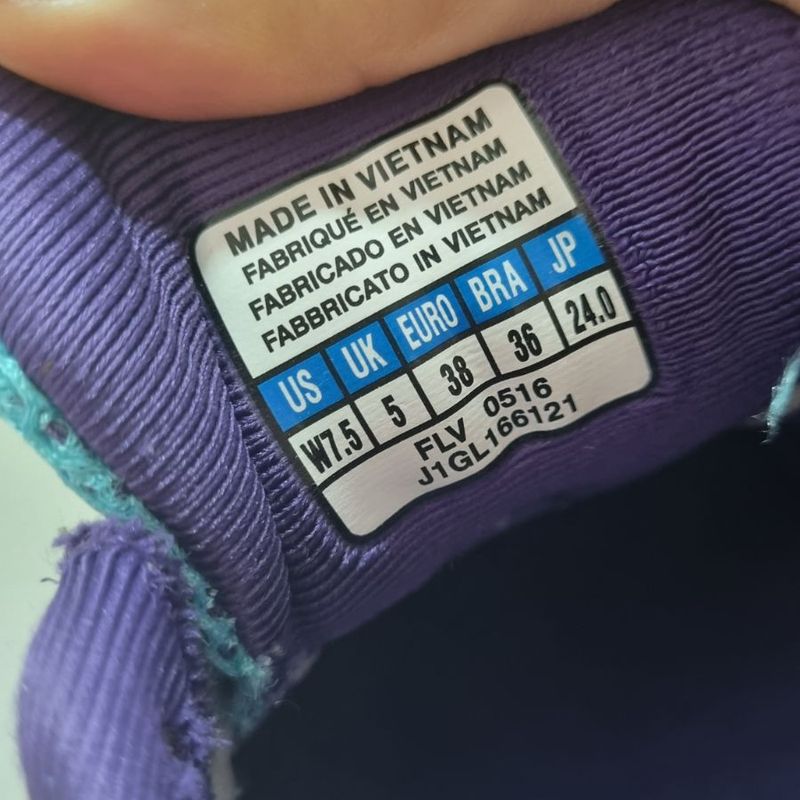 MADE IN VIETNAM
FABRIQUÉ EN VIETNAM
FABRICADO EN VIETNAM
FABBRICATO IN VIETNAM
US UK EURO BRA JP
W7.5 5 38 36 24.0
FLV 0516
J1GL166121